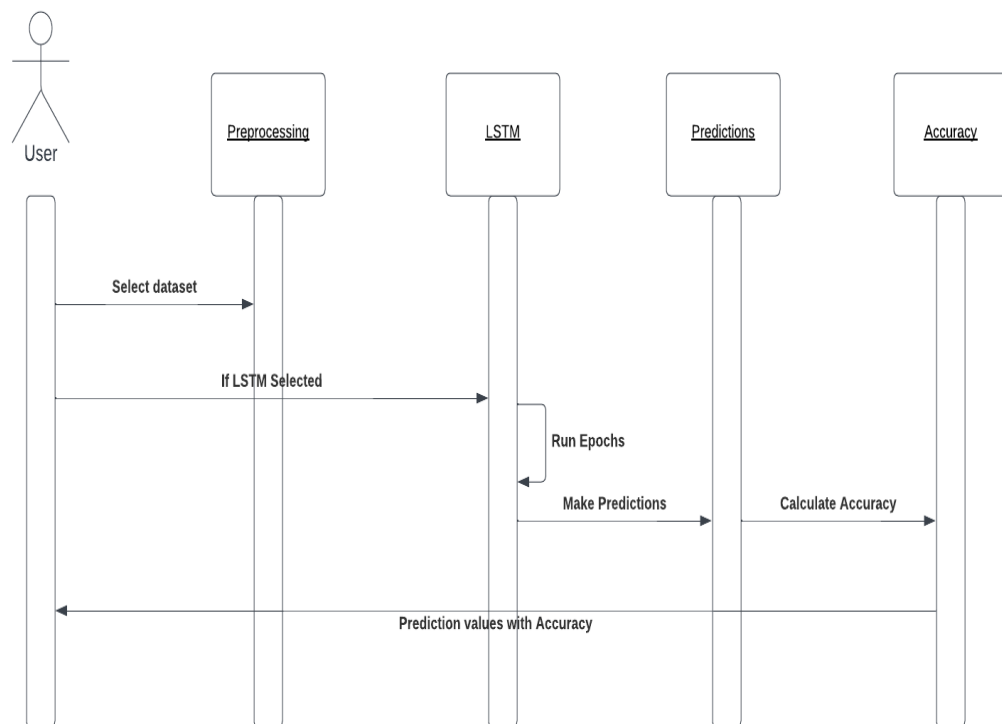 User
Preprocessing
LSTM
Predictions
Accuracy
Select dataset
If LSTM Selected
Run Epochs
Make Predictions
Calculate Accuracy
Prediction values with Accuracy